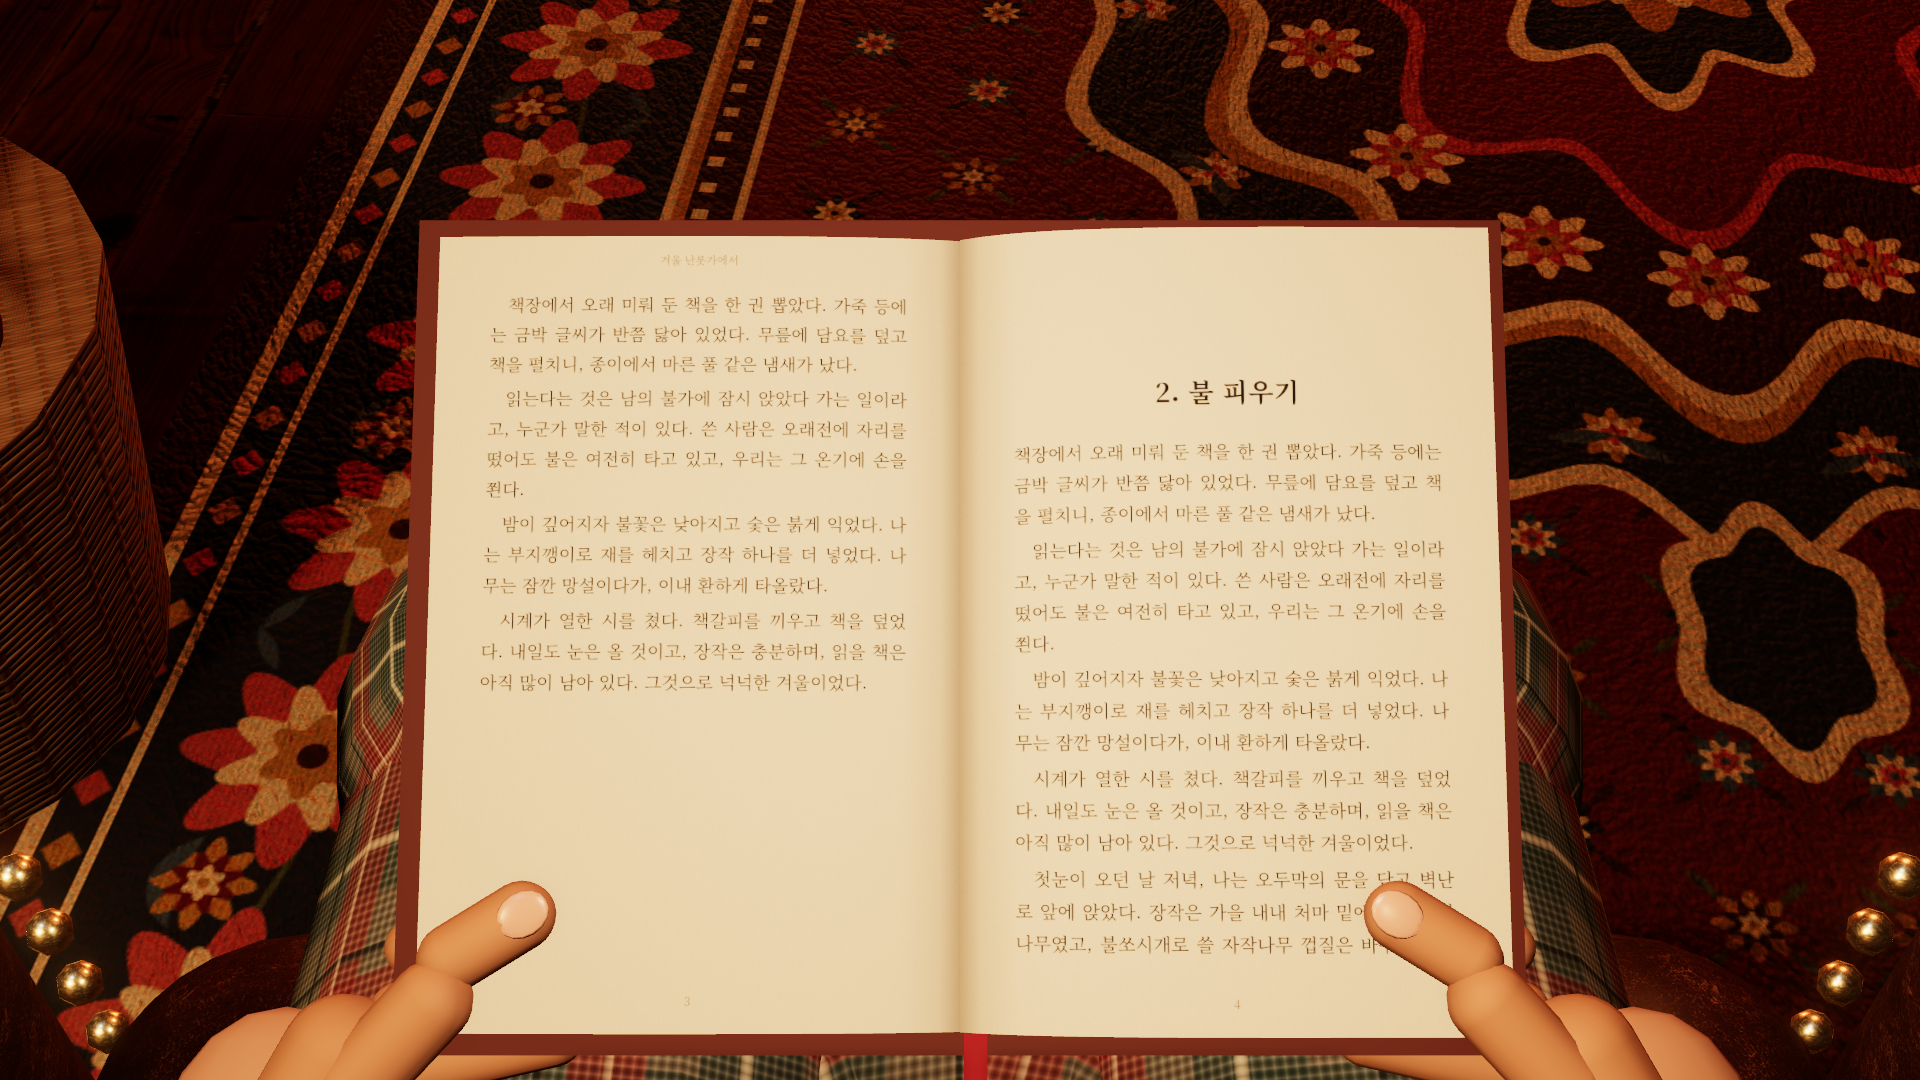 겨울 난롯가에서
책장에서 오래 미뤄 둔 책을 한 권 뽑았다. 가죽 등에
는 금박 글씨가 반쯤 닳아 있었다. 무릎에 담요를 덮고
책을 펼치니, 종이에서 마른 풀 같은 냄새가 났다.
읽는다는 것은 남의 불가에 잠시 앉았다 가는 일이라
고, 누군가 말한 적이 있다. 쓴 사람은 오래전에 자리를
떴어도 불은 여전히 타고 있고, 우리는 그 온기에 손을
쬔다.
밤이 깊어지자 불꽃은 낮아지고 숯은 붉게 익었다. 나
는 부지깽이로 재를 헤치고 장작 하나를 더 넣었다. 나
무는 잠깐 망설이다가, 이내 환하게 타올랐다.
시계가 열한 시를 쳤다. 책갈피를 끼우고 책을 덮었
다. 내일도 눈은 올 것이고, 장작은 충분하며, 읽을 책은
아직 많이 남아 있다. 그것으로 넉넉한 겨울이었다.
3
2. 불 피우기
책장에서 오래 미뤄 둔 책을 한 권 뽑았다. 가죽 등에는
금박 글씨가 반쯤 닳아 있었다. 무릎에 담요를 덮고 책
을 펼치니, 종이에서 마른 풀 같은 냄새가 났다.
읽는다는 것은 남의 불가에 잠시 앉았다 가는 일이라
고, 누군가 말한 적이 있다. 쓴 사람은 오래전에 자리를
떴어도 불은 여전히 타고 있고, 우리는 그 온기에 손을
쬔다.
밤이 깊어지자 불꽃은 낮아지고 숯은 붉게 익었다. 나
는 부지깽이로 재를 헤치고 장작 하나를 더 넣었다. 나
무는 잠깐 망설이다가, 이내 환하게 타올랐다.
시계가 열한 시를 쳤다. 책갈피를 끼우고 책을 덮었
다. 내일도 눈은 올 것이고, 장작은 충분하며, 읽을 책은
아직 많이 남아 있다. 그것으로 넉넉한 겨울이었다.
첫눈이 오던 날 저녁, 나는 오두막의 문을 닫고 벽난
로 앞에 앉았다. 장작은 가을 내내 처마 밑에
나무였고, 불쏘시개로 쓸 자작나무 껍질은
4